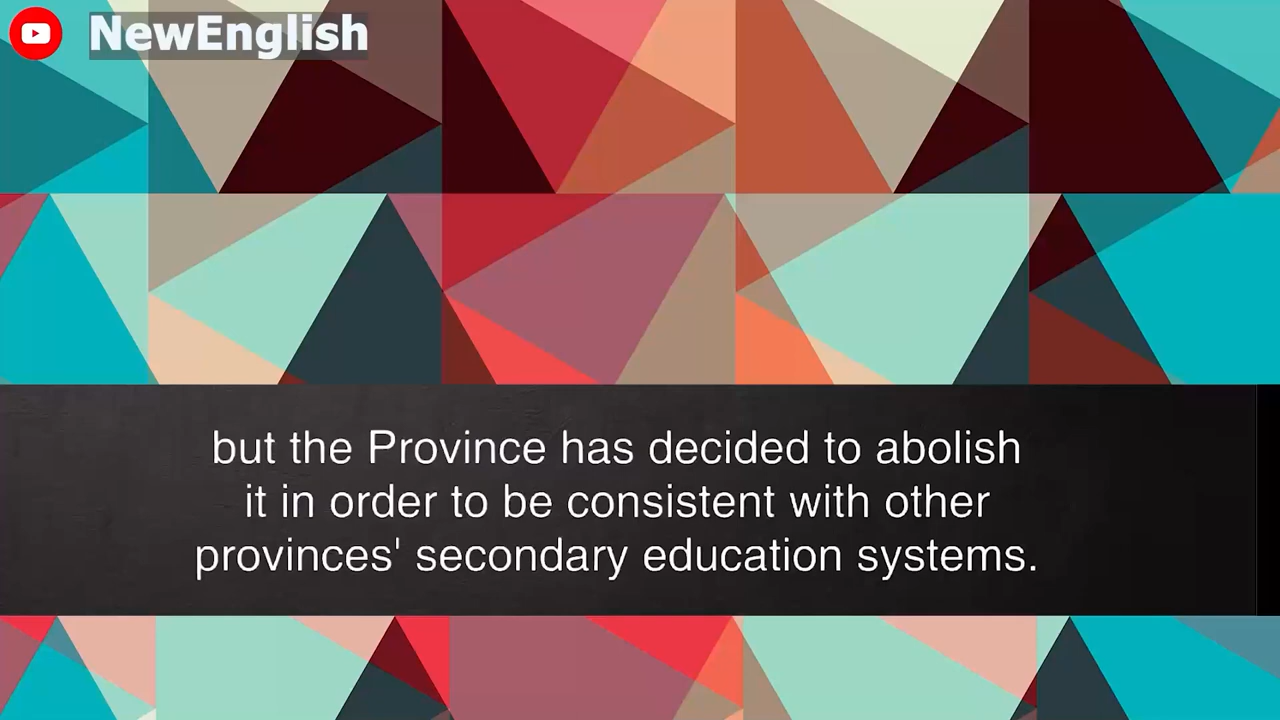 NewEnglish
but the Province has decided to abolish
it in order to be consistent with other
provinces' secondary education systems.